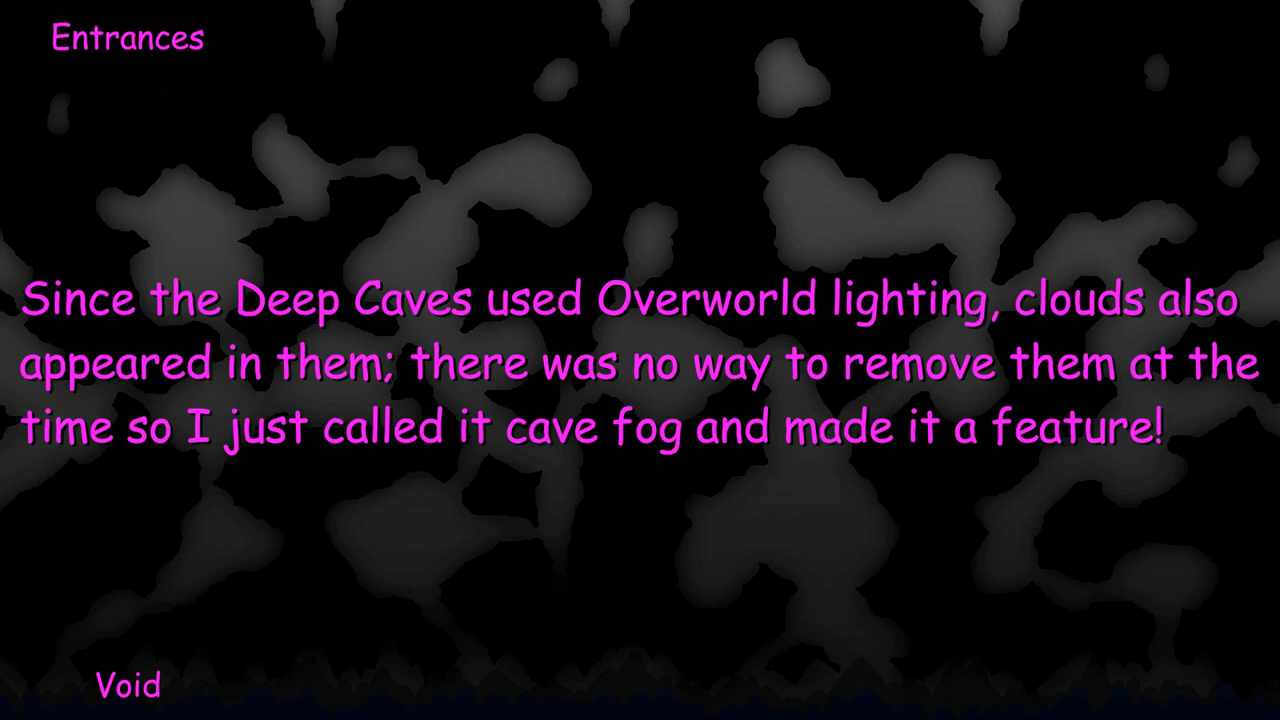 Entrances
Since the Deep Caves used Overworld lighting, clouds also
appeared in them; there was no way to remove them at the
time so I just called it cave fog and made it a feature!
Void